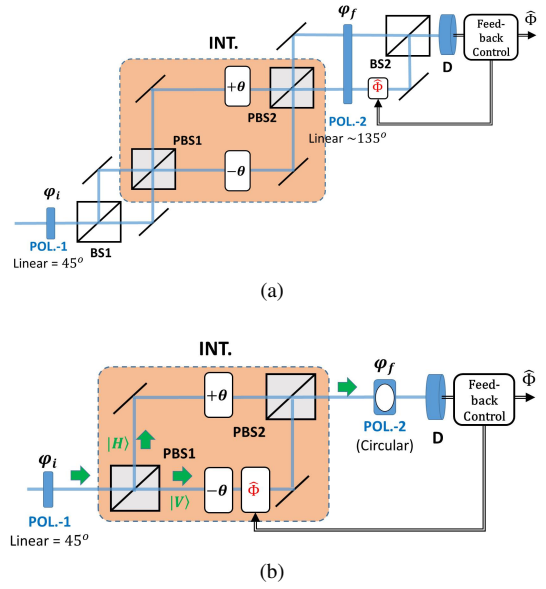 φf
INT.
+θ
PBS2
BS2
D
Feed-
back
Control
Φ̂
Φ̂
POL.-2
Linear ~135°
PBS1
−θ
φi
POL.-1
BS1
Linear = 45°
(a)
INT.
+θ
PBS2
φf
POL.-2
(Circular)
D
Feed-
back
Control
Φ̂
|H⟩
PBS1
|V⟩
−θ
Φ̂
φi
POL.-1
Linear = 45°
(b)